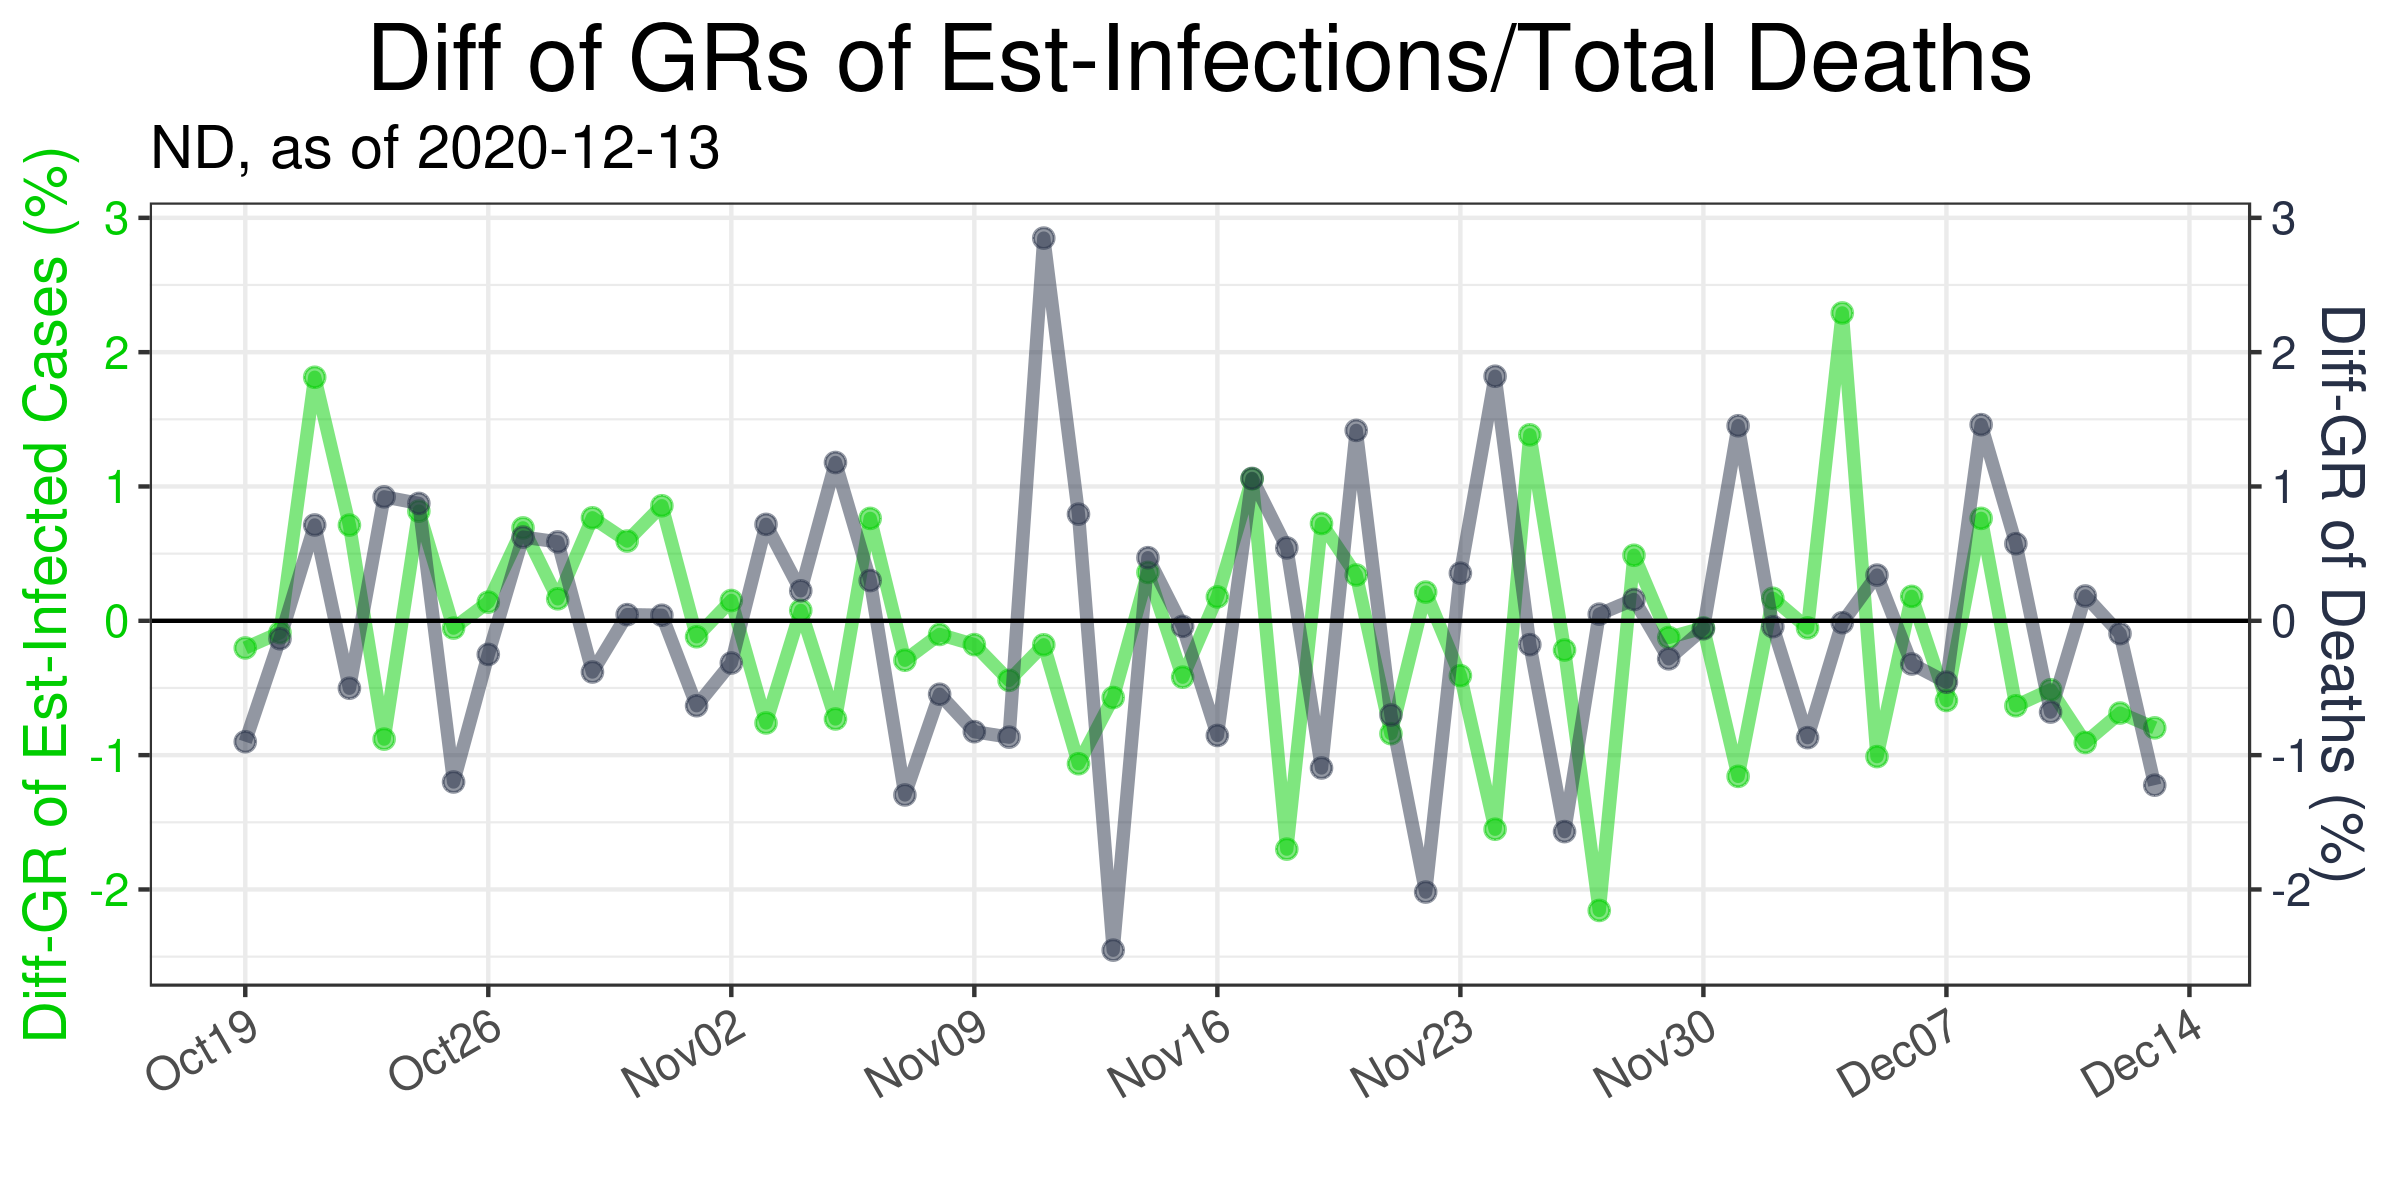 Diff of GRs of Est-Infections/Total Deaths
ND, as of 2020-12-13
Diff-GR of Est-Infected Cases (%)
3
2
1
0
-1
-2
3
2
1
0
-1
-2
Diff-GR of Deaths (%)
Oct19
Oct26
Nov02
Nov09
Nov16
Nov23
Nov30
Dec07
Dec14